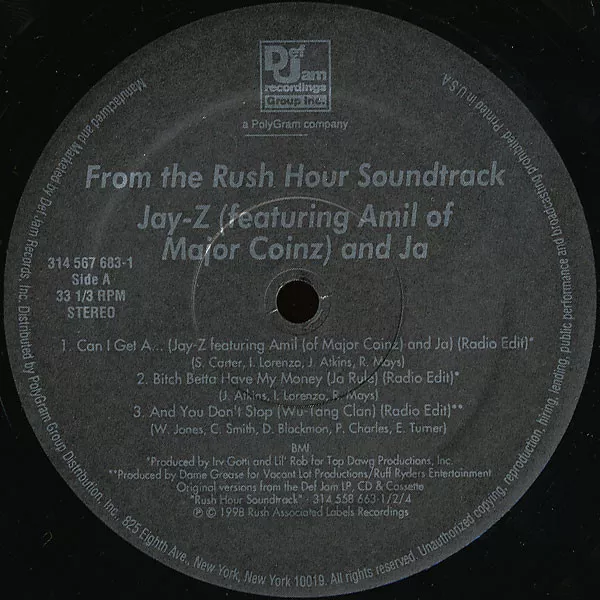 Def
Jam
recordings
Group Inc.
a PolyGram company
From the Rush Hour Soundtrack
Jay-Z (featuring Amil of
Major Coinz) and Ja
314 567 683-1
Side A
33 1/3 RPM
STEREO
1. Can I Get A... (Jay-Z featuring Amil (of Major Coinz) and Ja) (Radio Edit)*
(S. Carter, I. Lorenzo, J. Atkins, R. Mays)
2. Bitch Betta Have My Money (Ja Rule) (Radio Edit)*
(J. Atkins, I. Lorenzo, R. Mays)
3. And You Don't Stop (Wu-Tang Clan) (Radio Edit)**
(W. Jones, C. Smith, D. Blackmon, P. Charles, E. Turner)
BMI
*Produced by Irv Gotti and Lil' Rob for Top Dawg Productions, Inc.
**Produced by Dame Grease for Vacant Lot Productions/Ruff Ryders Entertainment
Original versions from the Def Jam LP, CD & Cassette
"Rush Hour Soundtrack" - 314 558 663-1/2/4
℗ © 1998 Rush Associated Labels Recordings
Manufactured and Marketed by Def Jam Records, Inc. Distributed by PolyGram Group Distribution, Inc. 825 Eighth Ave., New York, New York 10019. All rights reserved. Unauthorized copying, reproduction, hiring, lending, public performance and broadcasting prohibited. Printed in U.S.A.